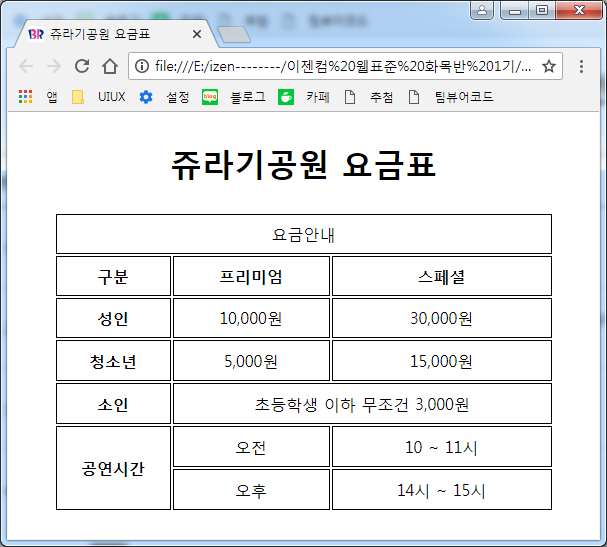 쥬라기공원 요금표
file:///E:/izen--------/이젠컴%20웹표준%20화목반%201기/...
앱 UIUX 설정 블로그 카페 추첨 팀뷰어코드
쥬라기공원 요금표
요금안내
구분 프리미엄 스페셜
성인 10,000원 30,000원
청소년 5,000원 15,000원
소인 초등학생 이하 무조건 3,000원
공연시간 오전 10 ~ 11시
오후 14시 ~ 15시